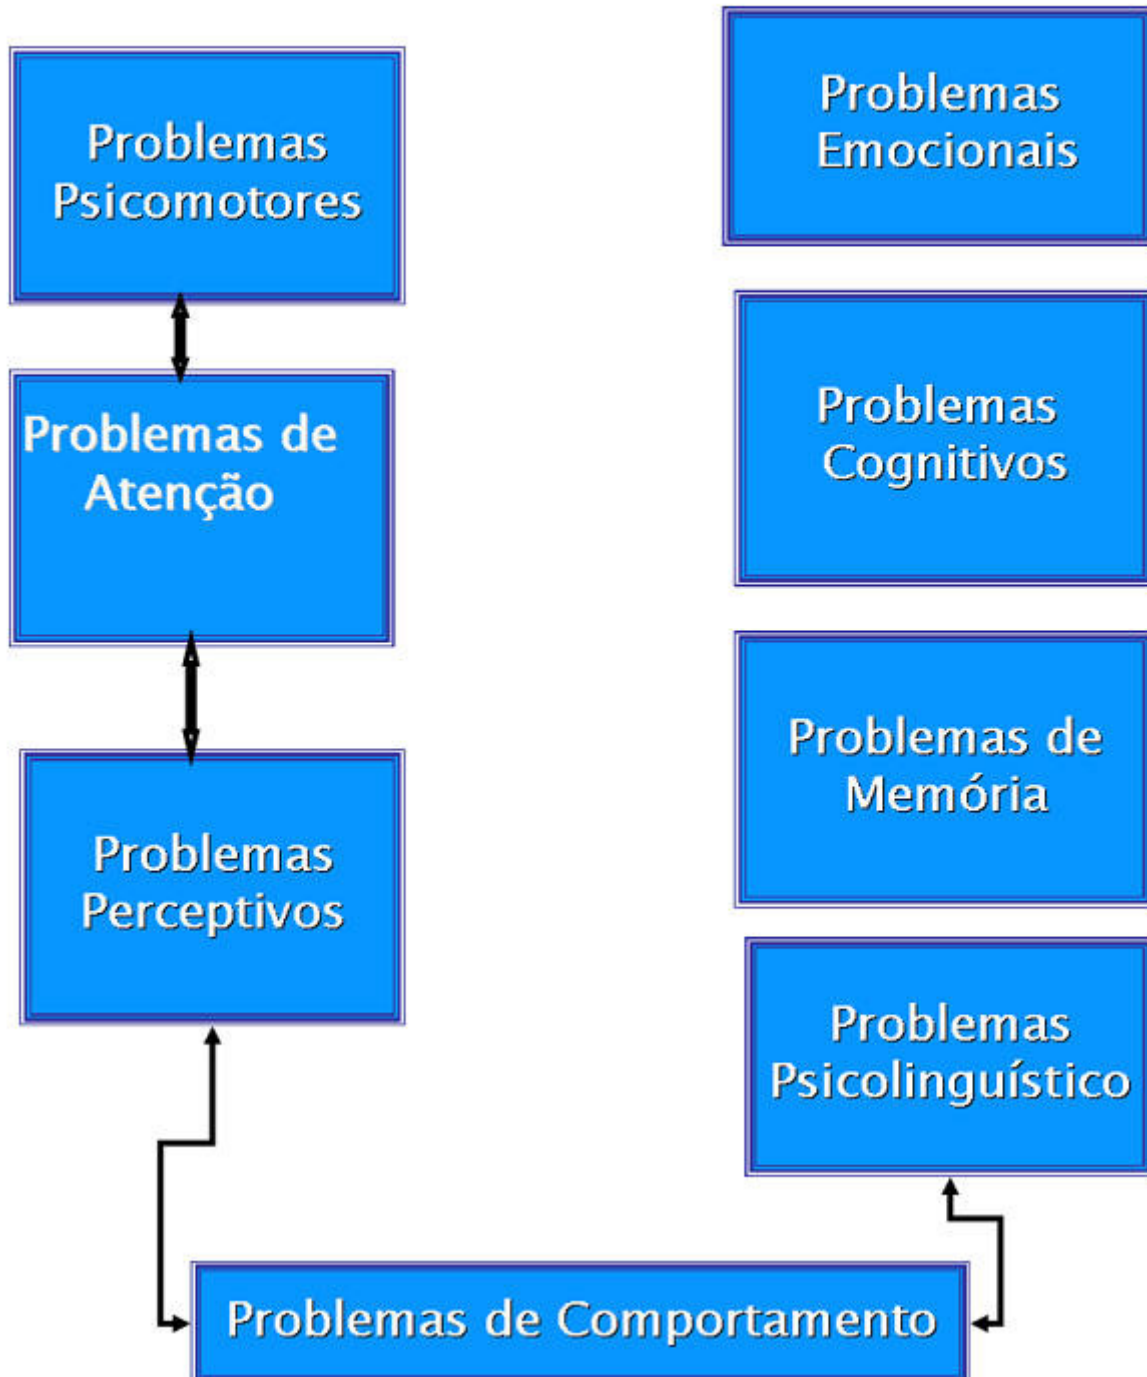 Problemas
Psicomotores
Problemas de
Atenção
Problemas
Perceptivos
Problemas
Emocionais
Problemas
Cognitivos
Problemas de
Memória
Problemas
Psicolinguístico
Problemas de Comportamento